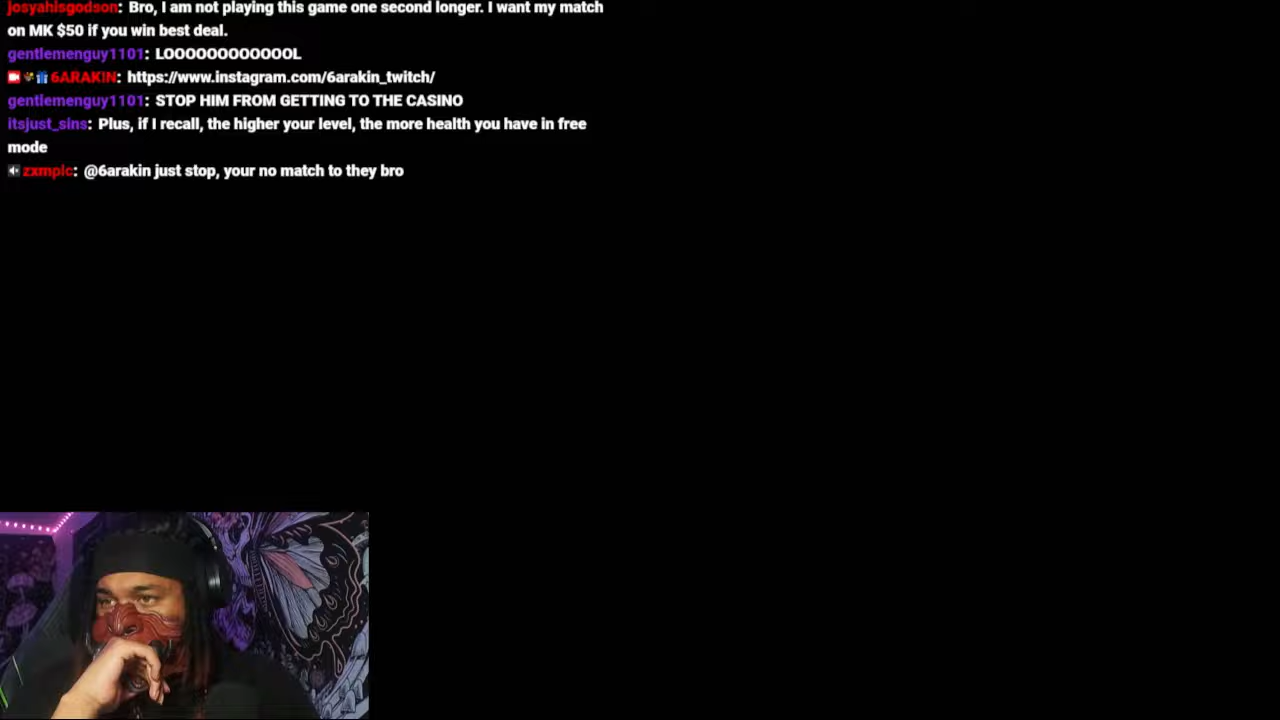 josyahisgodson: Bro, I am not playing this game one second longer. I want my match
on MK $50 if you win best deal.
gentlemenguy1101: LOOOOOOOOOOOOL
6ARAKIN: https://www.instagram.com/6arakin_twitch/
gentlemenguy1101: STOP HIM FROM GETTING TO THE CASINO
itsjust_sins: Plus, if I recall, the higher your level, the more health you have in free
mode
zxmplc: @6arakin just stop, your no match to they bro